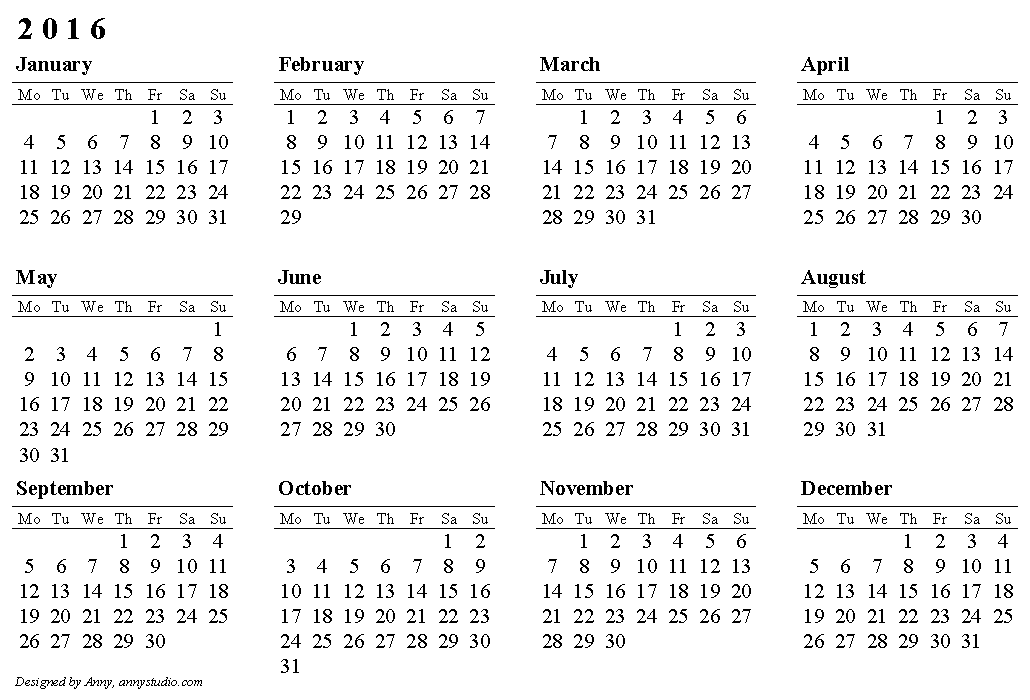 2 0 1 6
January
Mo Tu We Th Fr Sa Su
1 2 3
4 5 6 7 8 9 10
11 12 13 14 15 16 17
18 19 20 21 22 23 24
25 26 27 28 29 30 31
February
Mo Tu We Th Fr Sa Su
1 2 3 4 5 6 7
8 9 10 11 12 13 14
15 16 17 18 19 20 21
22 23 24 25 26 27 28
29
March
Mo Tu We Th Fr Sa Su
1 2 3 4 5 6
7 8 9 10 11 12 13
14 15 16 17 18 19 20
21 22 23 24 25 26 27
28 29 30 31
April
Mo Tu We Th Fr Sa Su
1 2 3
4 5 6 7 8 9 10
11 12 13 14 15 16 17
18 19 20 21 22 23 24
25 26 27 28 29 30
May
Mo Tu We Th Fr Sa Su
1
2 3 4 5 6 7 8
9 10 11 12 13 14 15
16 17 18 19 20 21 22
23 24 25 26 27 28 29
30 31
June
Mo Tu We Th Fr Sa Su
1 2 3 4 5
6 7 8 9 10 11 12
13 14 15 16 17 18 19
20 21 22 23 24 25 26
27 28 29 30
July
Mo Tu We Th Fr Sa Su
1 2 3
4 5 6 7 8 9 10
11 12 13 14 15 16 17
18 19 20 21 22 23 24
25 26 27 28 29 30 31
August
Mo Tu We Th Fr Sa Su
1 2 3 4 5 6 7
8 9 10 11 12 13 14
15 16 17 18 19 20 21
22 23 24 25 26 27 28
29 30 31
September
Mo Tu We Th Fr Sa Su
1 2 3 4
5 6 7 8 9 10 11
12 13 14 15 16 17 18
19 20 21 22 23 24 25
26 27 28 29 30
October
Mo Tu We Th Fr Sa Su
1 2
3 4 5 6 7 8 9
10 11 12 13 14 15 16
17 18 19 20 21 22 23
24 25 26 27 28 29 30
31
November
Mo Tu We Th Fr Sa Su
1 2 3 4 5 6
7 8 9 10 11 12 13
14 15 16 17 18 19 20
21 22 23 24 25 26 27
28 29 30
December
Mo Tu We Th Fr Sa Su
1 2 3 4
5 6 7 8 9 10 11
12 13 14 15 16 17 18
19 20 21 22 23 24 25
26 27 28 29 30 31
Designed by Anny, annystudio.com